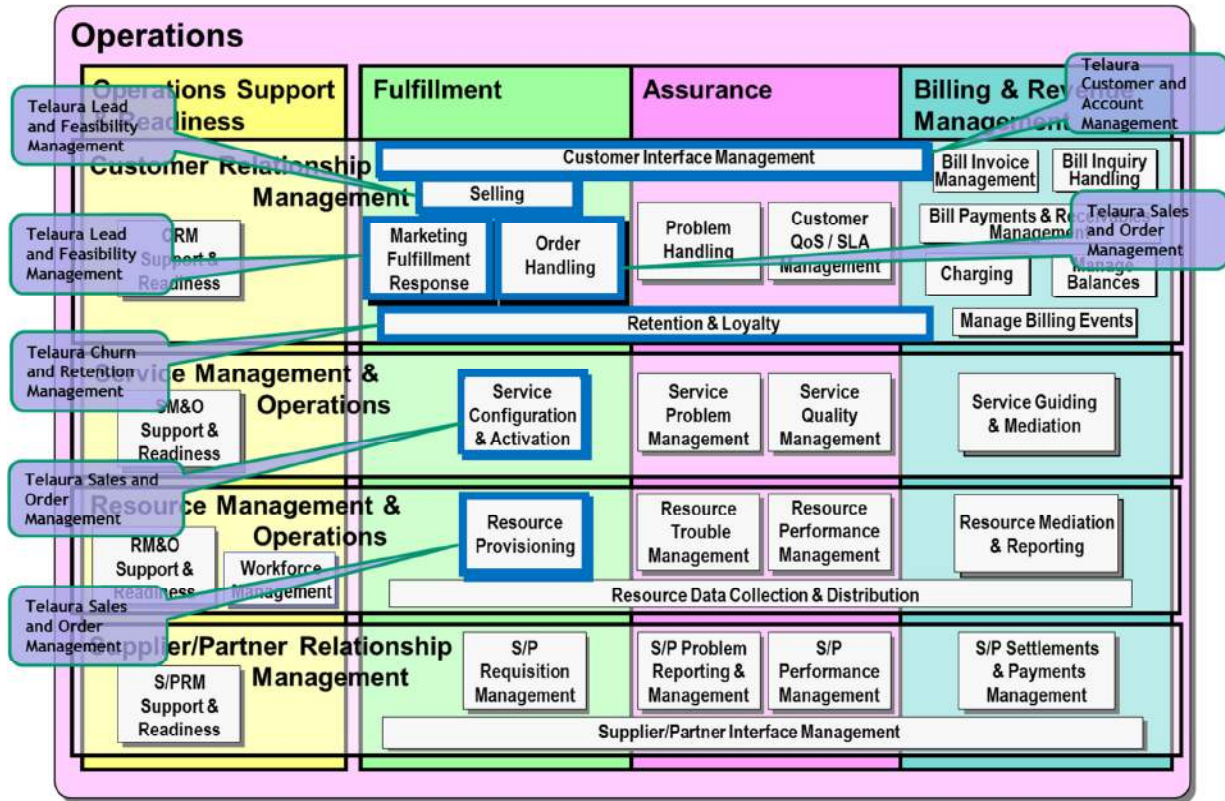 Operations
Operations Support
& Readiness
Fulfillment
Assurance
Billing & Revenue
Management
Telaura
Customer and
Account
Management
Telaura Lead
and Feasibility
Management
Customer Relationship
Management
Customer Interface Management
Selling
Bill Invoice
Management
Bill Inquiry
Handling
Telaura Lead
and Feasibility
Management
CRM
Support &
Readiness
Marketing
Fulfillment
Response
Order
Handling
Problem
Handling
Customer
QoS / SLA
Management
Bill Payments & Receivables
Management
Telaura Sales
and Order
Management
Charging
Manage
Balances
Retention & Loyalty
Manage Billing Events
Telaura Churn
and Retention
Management
Service Management &
Operations
SM&O
Support &
Readiness
Service
Configuration
& Activation
Service
Problem
Management
Service
Quality
Management
Service Guiding
& Mediation
Telaura Sales and
Order
Management
Resource Management &
Operations
RM&O
Support &
Readiness
Workforce
Management
Resource
Provisioning
Resource
Trouble
Management
Resource
Performance
Management
Resource Mediation
& Reporting
Resource Data Collection & Distribution
Telaura Sales
and Order
Management
Supplier/Partner Relationship
Management
S/PRM
Support &
Readiness
S/P
Requisition
Management
S/P Problem
Reporting &
Management
S/P
Performance
Management
S/P Settlements
& Payments
Management
Supplier/Partner Interface Management